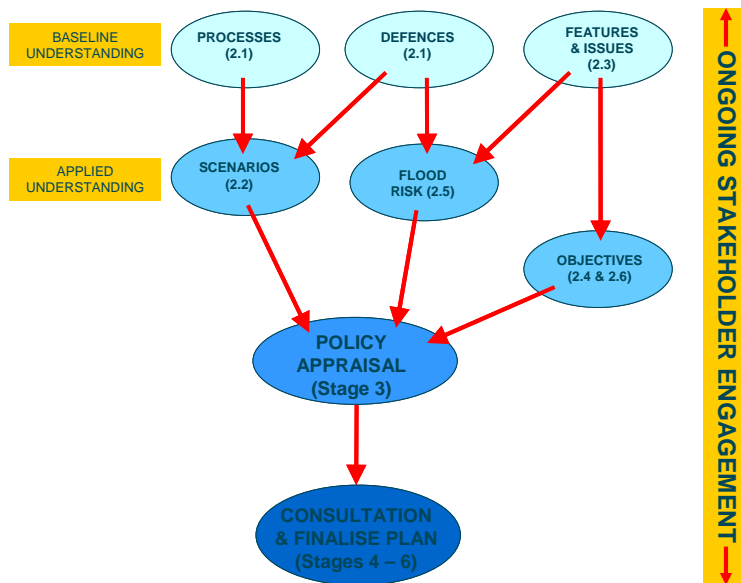 BASELINE
UNDERSTANDING
PROCESSES
(2.1)
DEFENCES
(2.1)
FEATURES
& ISSUES
(2.3)
APPLIED
UNDERSTANDING
SCENARIOS
(2.2)
FLOOD
RISK (2.5)
OBJECTIVES
(2.4 & 2.6)
POLICY
APPRAISAL
(Stage 3)
CONSULTATION
& FINALISE PLAN
(Stages 4 – 6)
ONGOING STAKEHOLDER ENGAGEMENT